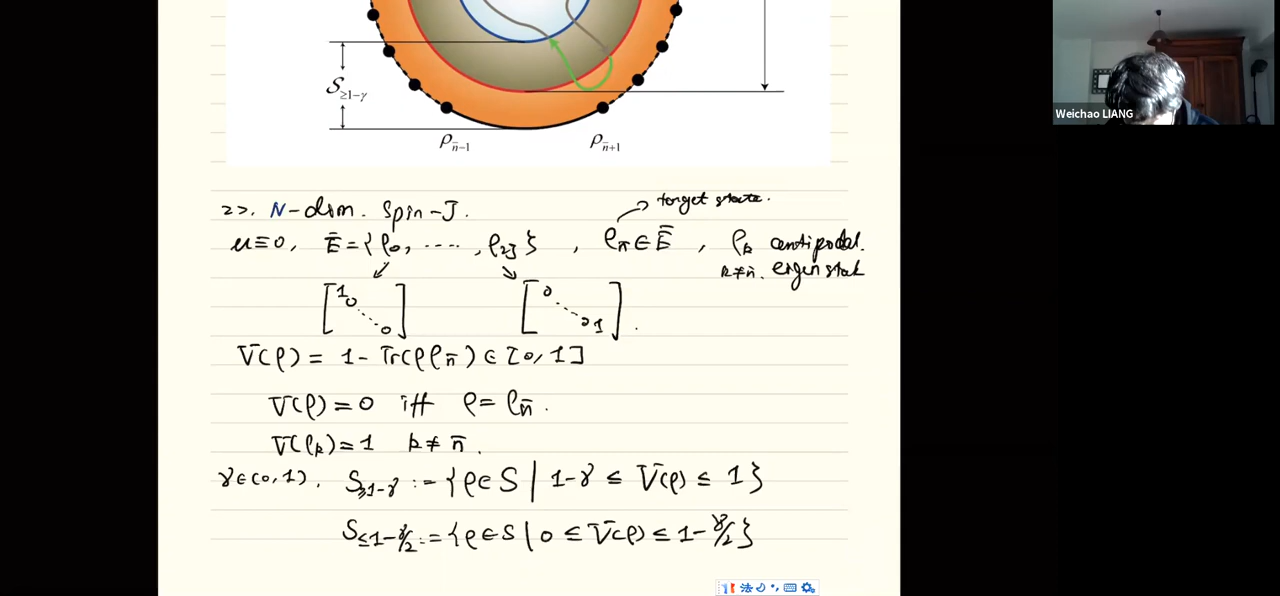 Weichao LIANG
S≥1-γ
ρn̄-1 ρn̄+1
2>. N-dim. Spin-J. → target state.
u≡0, Ē={ρ0, ....., ρ2J}, ρn̄∈Ē, ρk antipodal.
k≠n̄. eigenstate
[1 0 ... 0] [0 ... 0 1].
V(ρ) = 1- Tr(ρρn̄) ∈ [0, 1]
V(ρ)=0 iff ρ=ρn̄.
V(ρk)=1 k≠n̄.
γ∈(0,1). S≥1-γ := {ρ∈S | 1-γ ≤ V(ρ) ≤ 1}
S≤1-γ/2 := {ρ∈S | 0 ≤ V(ρ) ≤ 1-γ/2}
法